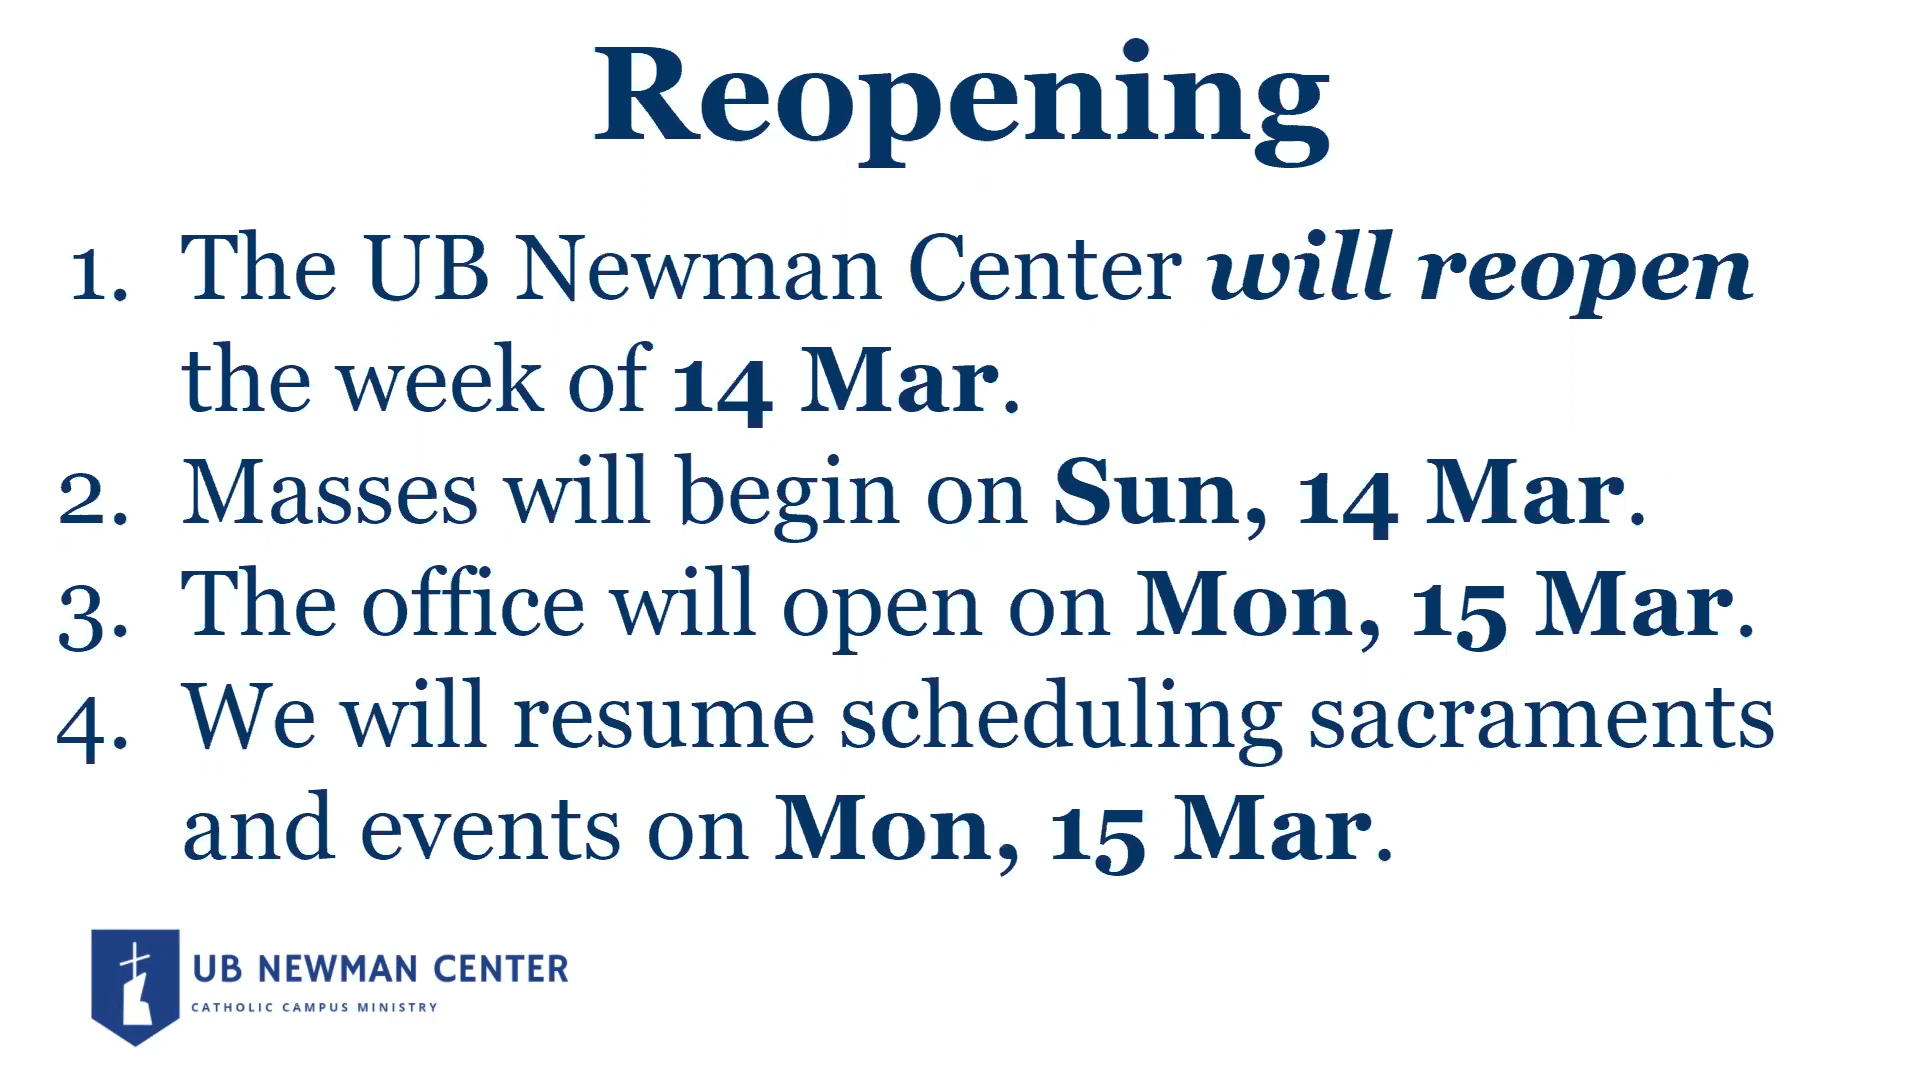 Reopening
1. The UB Newman Center will reopen
the week of 14 Mar.
2. Masses will begin on Sun, 14 Mar.
3. The office will open on Mon, 15 Mar.
4. We will resume scheduling sacraments
and events on Mon, 15 Mar.
UB NEWMAN CENTER
CATHOLIC CAMPUS MINISTRY